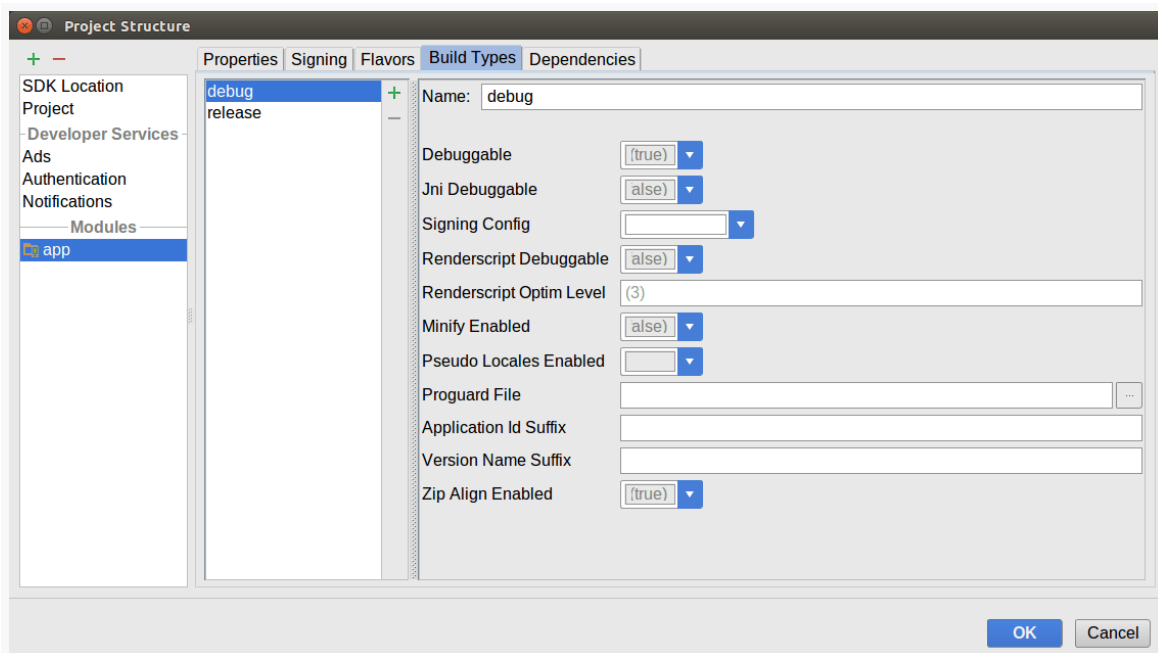 Project Structure
Properties Signing Flavors Build Types Dependencies
SDK Location
Project
Developer Services
Ads
Authentication
Notifications
Modules
app
debug
release
Name: debug
Debuggable (true)
Jni Debuggable alse)
Signing Config
Renderscript Debuggable alse)
Renderscript Optim Level (3)
Minify Enabled alse)
Pseudo Locales Enabled
Proguard File ...
Application Id Suffix
Version Name Suffix
Zip Align Enabled (true)
OK Cancel